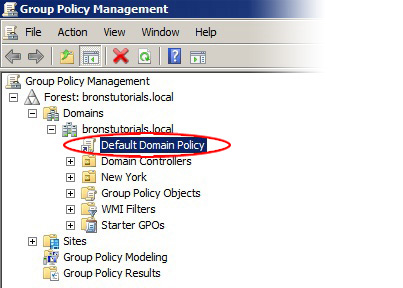 Group Policy Management
File Action View Window Help
Group Policy Management
Forest: bronstutorials.local
Domains
bronstutorials.local
Default Domain Policy
Domain Controllers
New York
Group Policy Objects
WMI Filters
Starter GPOs
Sites
Group Policy Modeling
Group Policy Results